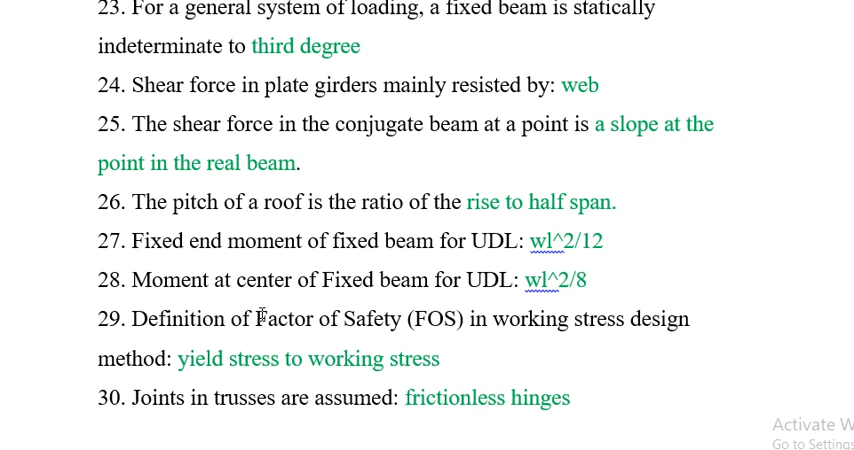 23. For a general system of loading, a fixed beam is statically
indeterminate to third degree
24. Shear force in plate girders mainly resisted by: web
25. The shear force in the conjugate beam at a point is a slope at the
point in the real beam.
26. The pitch of a roof is the ratio of the rise to half span.
27. Fixed end moment of fixed beam for UDL: wl^2/12
28. Moment at center of Fixed beam for UDL: wl^2/8
29. Definition of Factor of Safety (FOS) in working stress design
method: yield stress to working stress
30. Joints in trusses are assumed: frictionless hinges
Activate W
Go to Settings